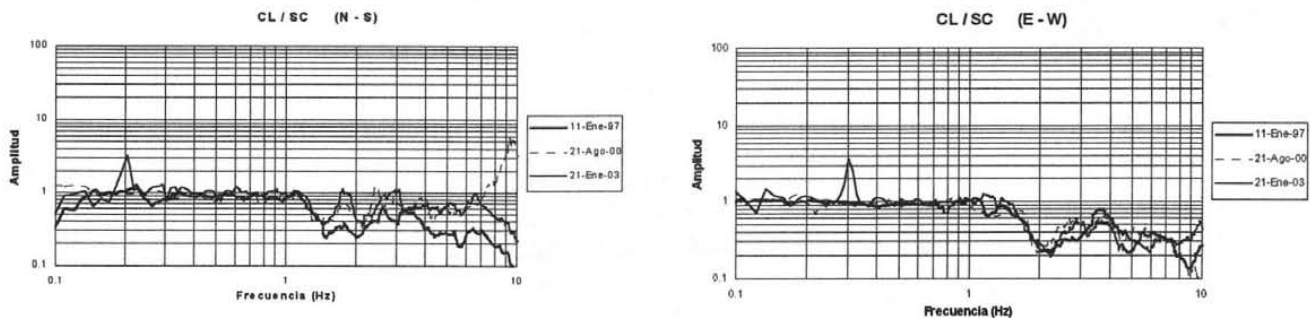 CL / SC (N - S)
100
10
1
0.1
Amplitud
0.1
1
10
Frecuencia (Hz)
11-Ene-97
21-Ago-00
21-Ene-03
CL / SC (E - W)
100
10
1
0.1
Amplitud
0.1
1
10
Frecuencia (Hz)
11-Ene-97
21-Ago-00
21-Ene-03